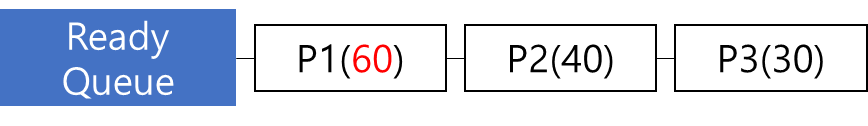 Ready
Queue
P1(60)
P2(40)
P3(30)